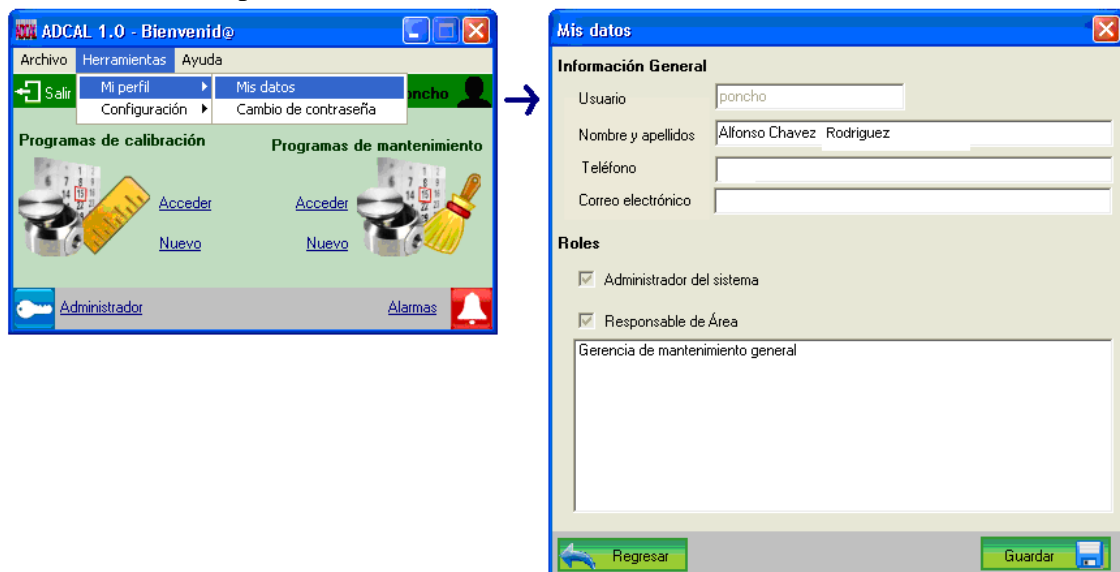 ADCAL 1.0 - Bienvenid@
Archivo Herramientas Ayuda
Salir Mi perfil Mis datos poncho
Configuración Cambio de contraseña
Programas de calibración Programas de mantenimiento
Acceder Acceder
Nuevo Nuevo
Administrador Alarmas
Mis datos
Información General
Usuario poncho
Nombre y apellidos Alfonso Chavez Rodriguez
Teléfono
Correo electrónico
Roles
Administrador del sistema
Responsable de Área
Gerencia de mantenimiento general
Regresar Guardar